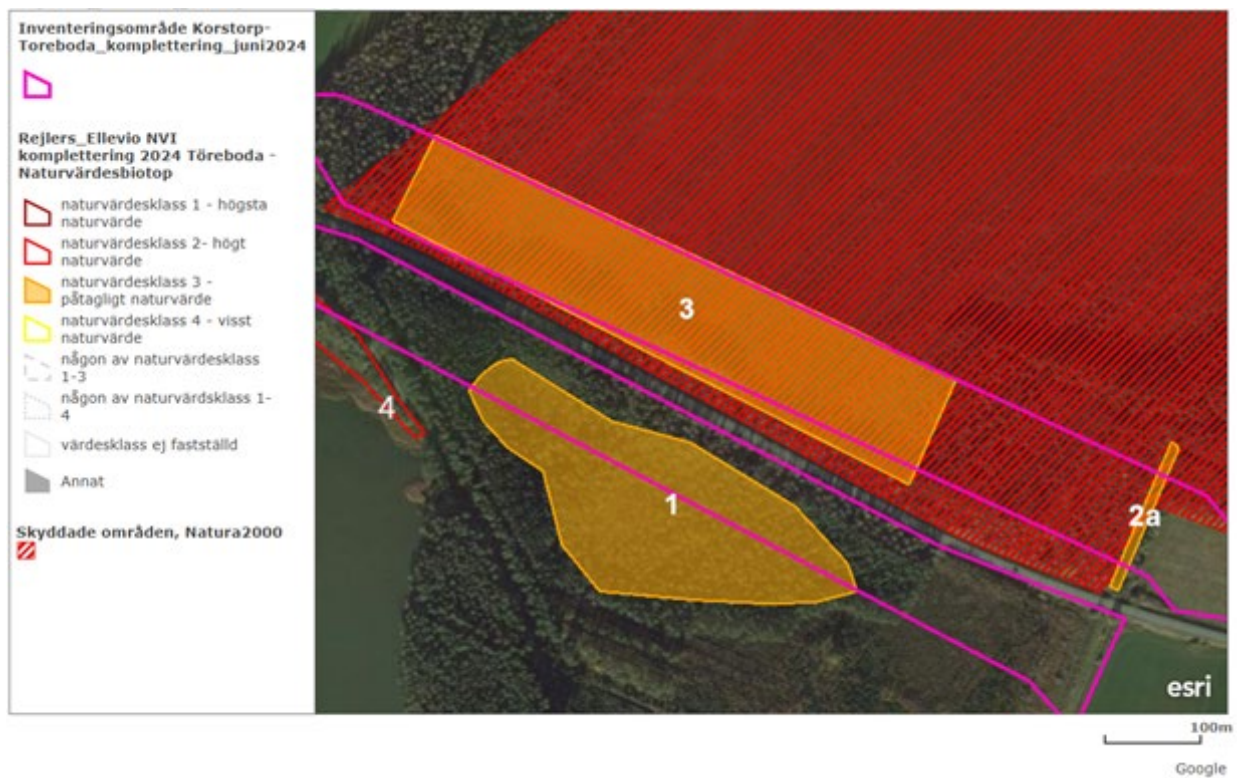 Inventeringsområde Korstorp-
Toreboda_komplettering_juni2024
Rejlers_Ellevio NVI
komplettering 2024 Töreboda -
Naturvärdesbiotop
naturvärdesklass 1 - högsta
naturvärde
naturvärdesklass 2- högt
naturvärde
naturvärdesklass 3 -
påtagligt naturvärde
naturvärdesklass 4 - visst
naturvärde
någon av naturvärdesklass
1-3
någon av naturvärdsklass 1-
4
värdesklass ej fastställd
Annat
Skyddade områden, Natura2000
3
4
1
2a
esri
100m
Google